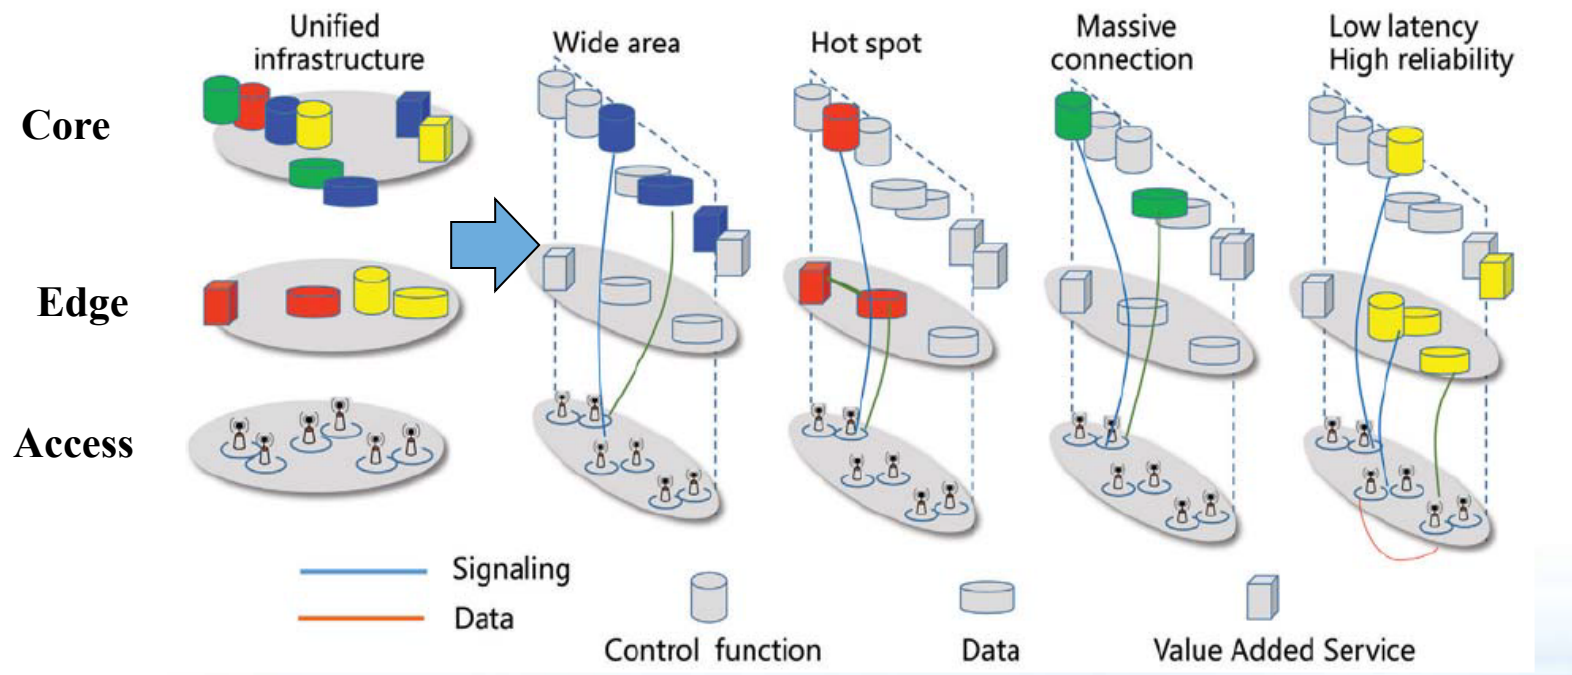 Unified
infrastructure
Wide area
Hot spot
Massive
connection
Low latency
High reliability
Core
Edge
Access
Signaling
Data
Control function
Data
Value Added Service